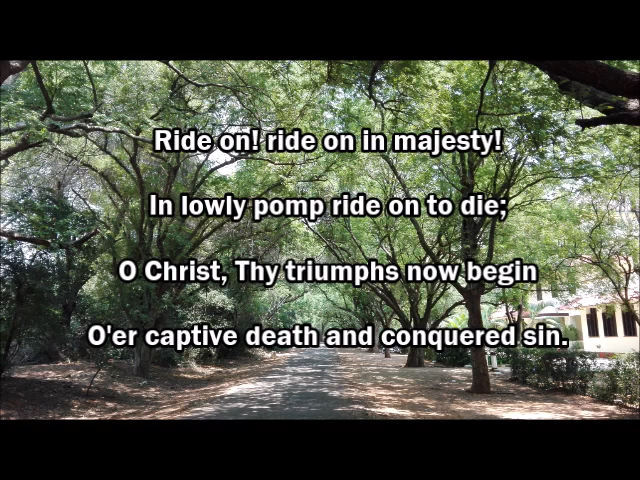 Ride on! ride on in majesty!
In lowly pomp ride on to die;
O Christ, Thy triumphs now begin
O'er captive death and conquered sin.